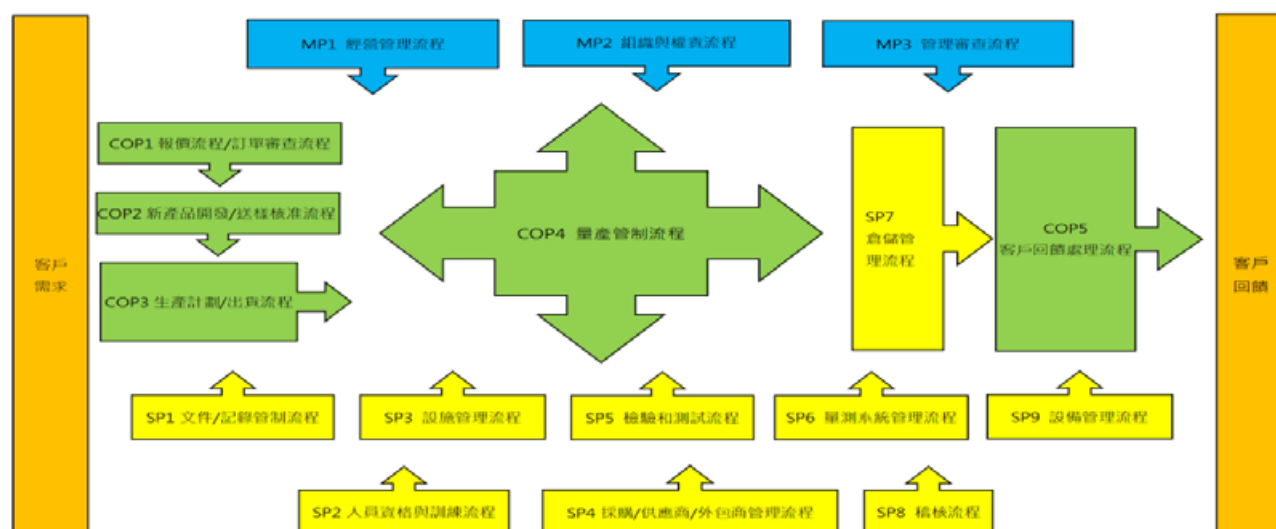 MP1 經營管理流程
MP2 組織與權責流程
MP3 管理審查流程
COP1 報價流程/訂單審查流程
COP2 新產品開發/送樣核准流程
COP3 生產計劃/出貨流程
COP4 量產管制流程
SP7
倉儲管
理流程
COP5
客戶回饋處理流程
客戶
需求
客戶
回饋
SP1 文件/記錄管制流程
SP3 設施管理流程
SP5 檢驗和測試流程
SP6 量測系統管理流程
SP9 設備管理流程
SP2 人員資格與訓練流程
SP4 採購/供應商/外包商管理流程
SP8 稽核流程